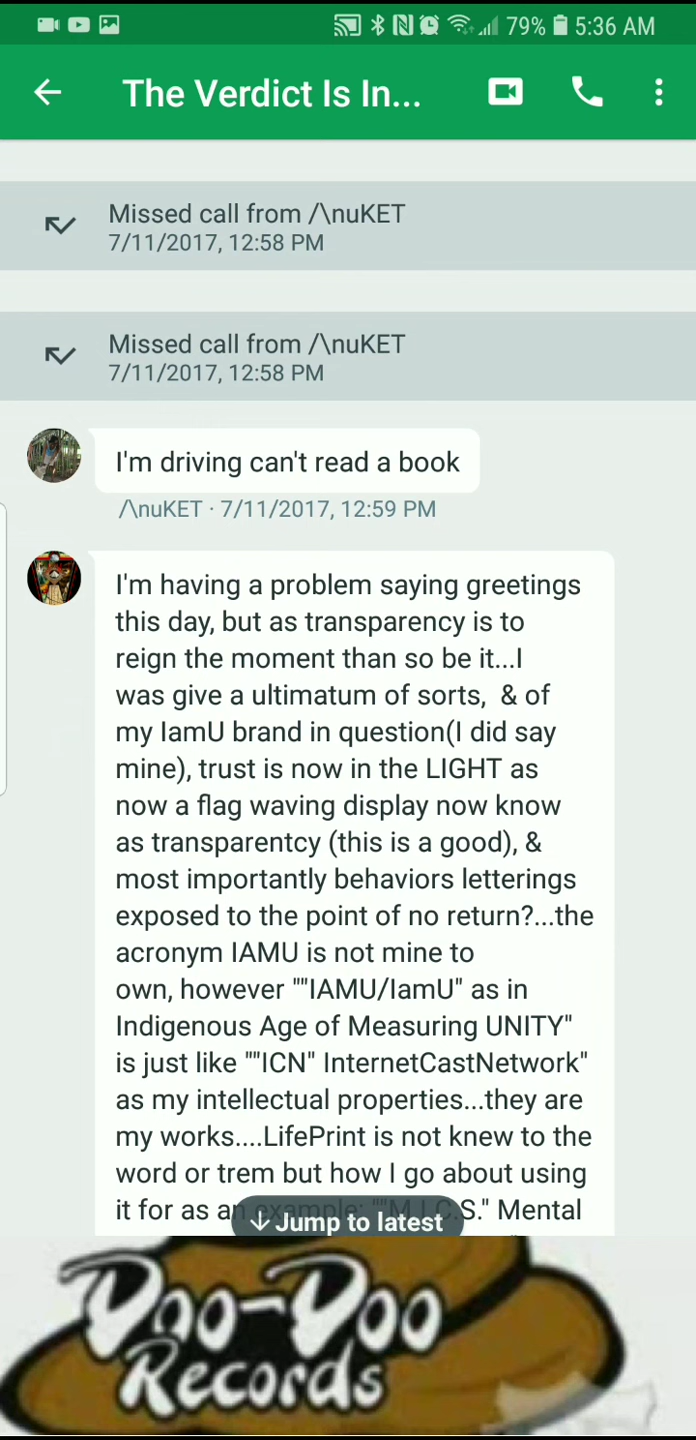 79% 5:36 AM
The Verdict Is In...
Missed call from /\nuKET
7/11/2017, 12:58 PM
Missed call from /\nuKET
7/11/2017, 12:58 PM
I'm driving can't read a book
/\nuKET · 7/11/2017, 12:59 PM
I'm having a problem saying greetings
this day, but as transparency is to
reign the moment than so be it...I
was give a ultimatum of sorts,  & of
my IamU brand in question(I did say
mine), trust is now in the LIGHT as
now a flag waving display now know
as transparentcy (this is a good), &
most importantly behaviors letterings
exposed to the point of no return?...the
acronym IAMU is not mine to
own, however ""IAMU/IamU" as in
Indigenous Age of Measuring UNITY"
is just like ""ICN" InternetCastNetwork"
as my intellectual properties...they are
my works....LifePrint is not knew to the
word or trem but how I go about using
it for as an example: ""M.I.C.S." Mental
Jump to latest
Doo-Doo
Records